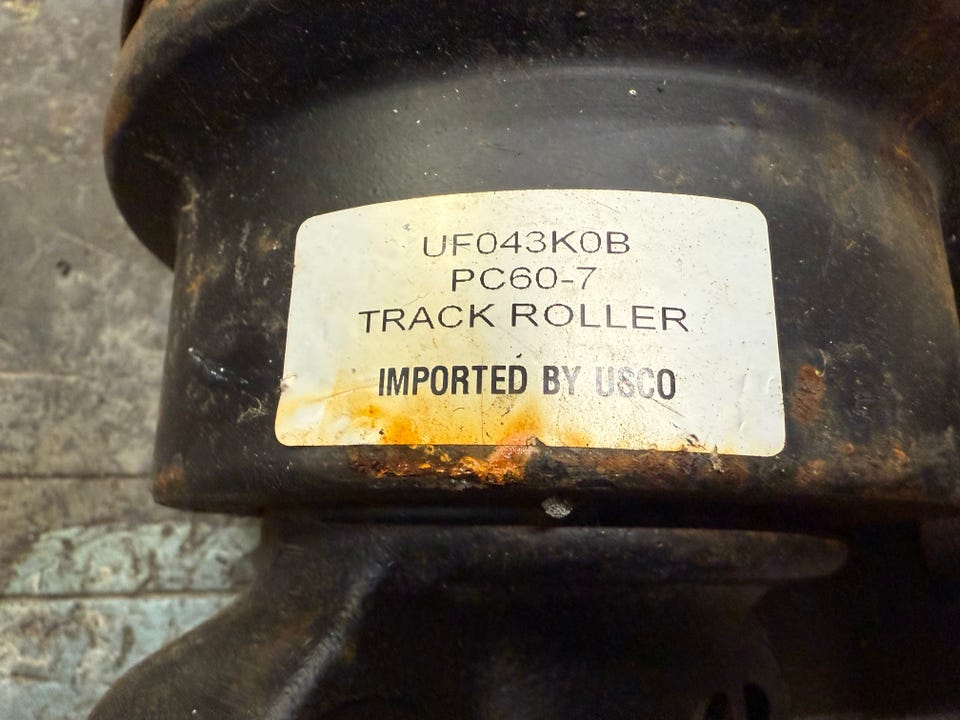 UF043K0B
PC60-7
TRACK ROLLER
IMPORTED BY USCO